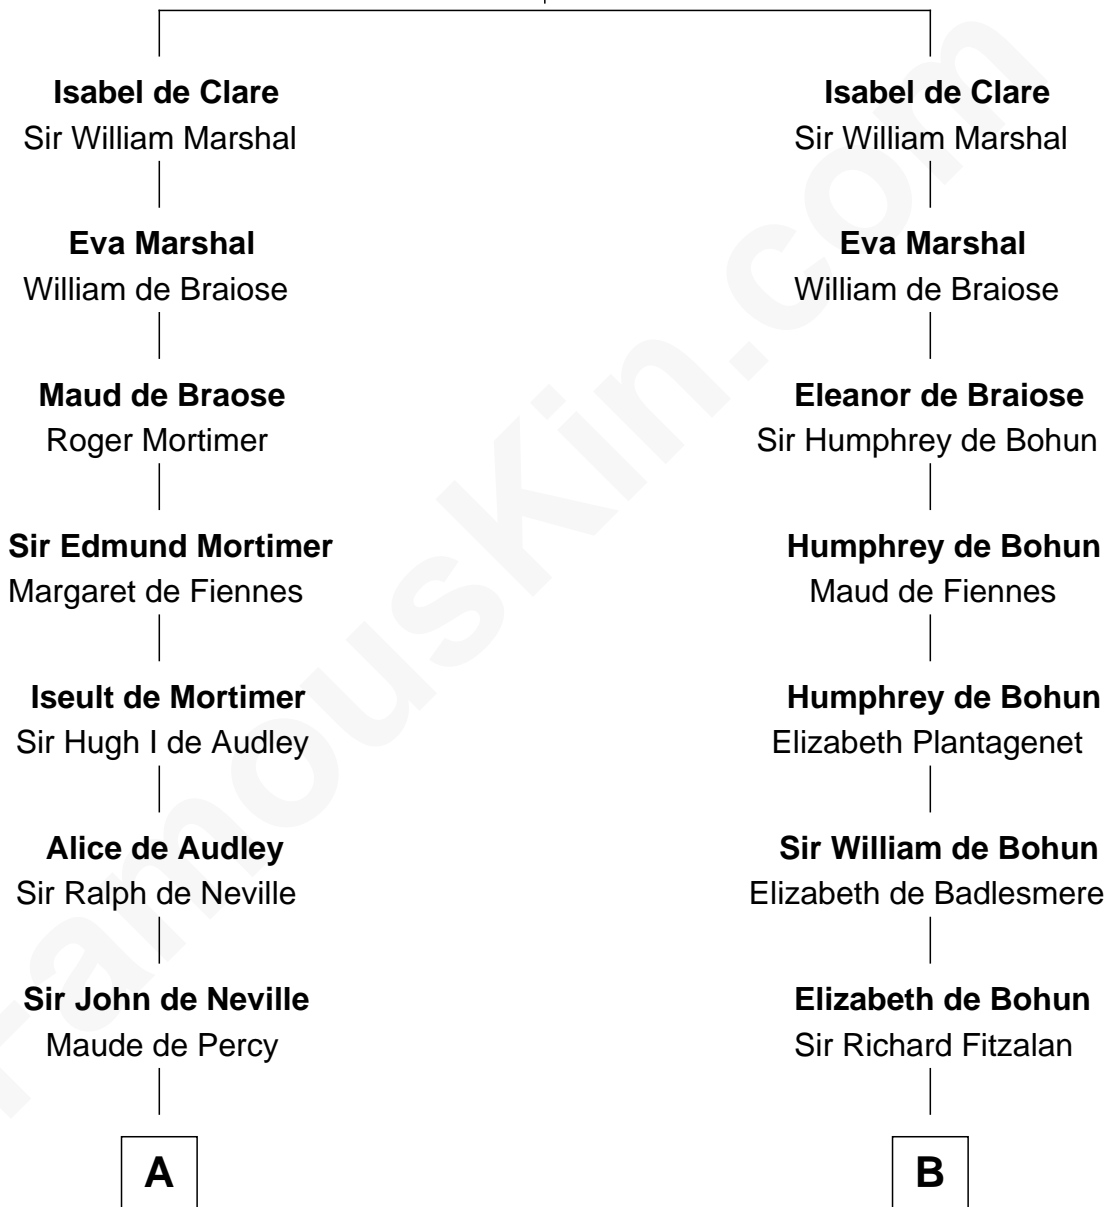 Isabel de Clare
Sir William Marshal
Eva Marshal
William de Braiose
Maud de Braose
Roger Mortimer
Sir Edmund Mortimer
Margaret de Fiennes
Iseult de Mortimer
Sir Hugh I de Audley
Alice de Audley
Sir Ralph de Neville
Sir John de Neville
Maude de Percy
A
Isabel de Clare
Sir William Marshal
Eva Marshal
William de Braiose
Eleanor de Braiose
Sir Humphrey de Bohun
Humphrey de Bohun
Maud de Fiennes
Humphrey de Bohun
Elizabeth Plantagenet
Sir William de Bohun
Elizabeth de Badlesmere
Elizabeth de Bohun
Sir Richard Fitzalan
B
FamousKin.com